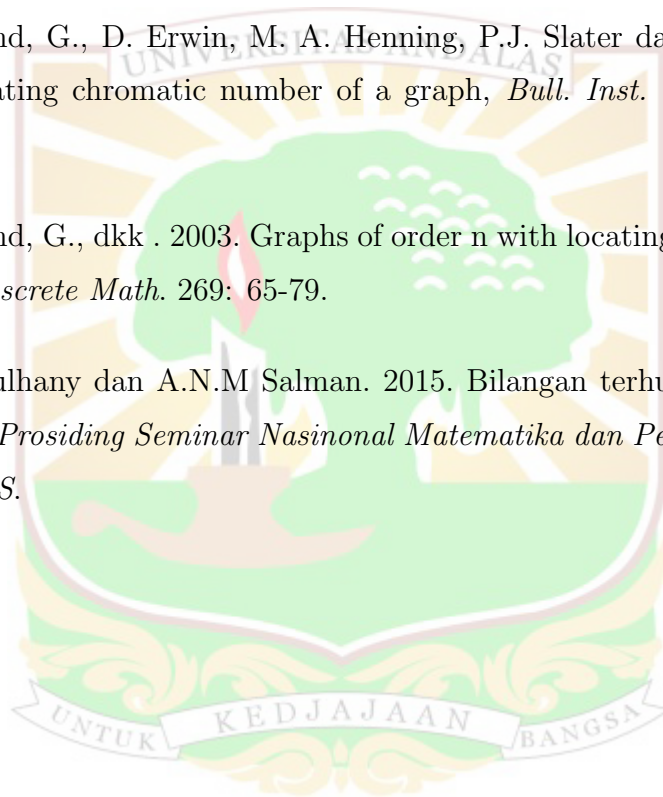 nd, G., D. Erwin, M. A. Henning, P.J. Slater da
UNIVERSITAS ANDALAS
ating chromatic number of a graph, Bull. Inst.
nd, G., dkk . 2003. Graphs of order n with locating
screte Math. 269: 65-79.
ulhany dan A.N.M Salman. 2015. Bilangan terhu
Prosiding Seminar Nasinonal Matematika dan Pe
S.
UNTUK KEDJAJAAN BANGSA